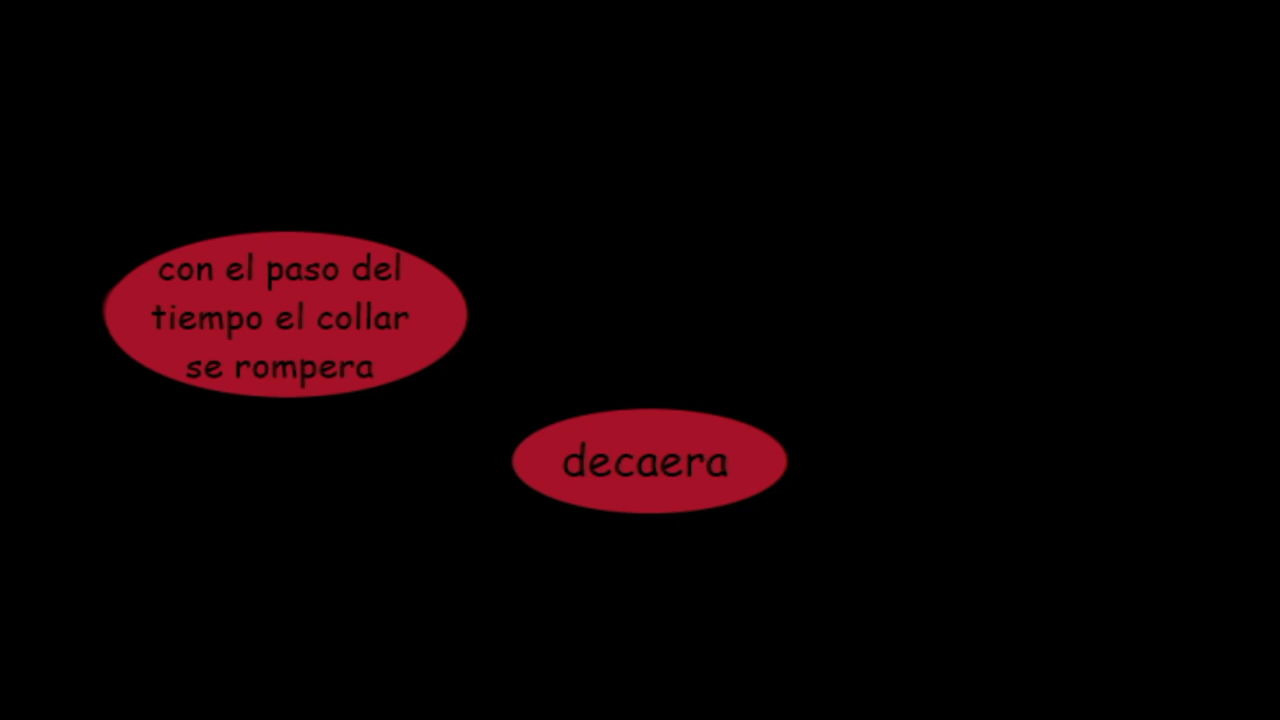 con el paso del
tiempo el collar
se rompera
decaera